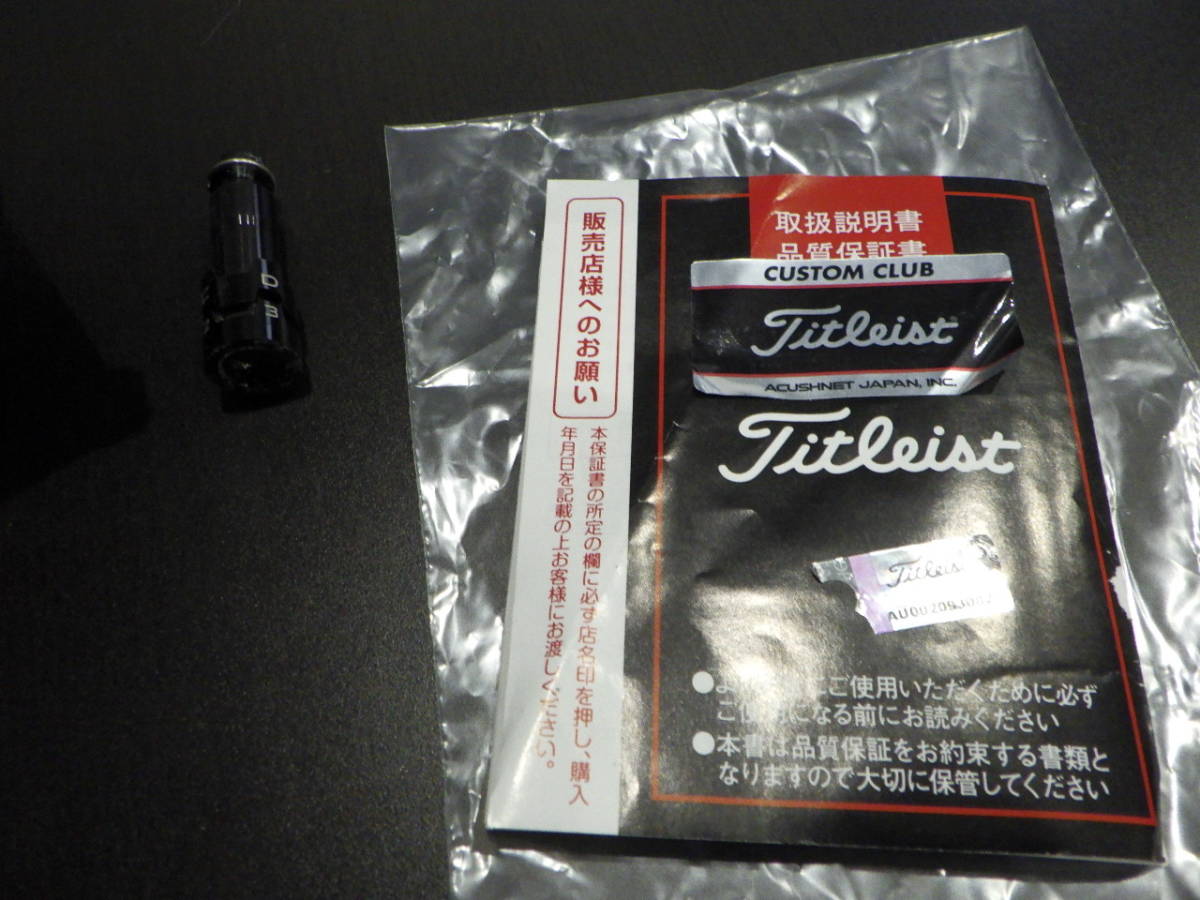 取扱説明書
品質保証書
CUSTOM CLUB
Titleist
ACUSHNET JAPAN, INC.
Titleist
Titleist
●にご使用いただくために必ず
ご使用になる前にお読みください
●本書は品質保証をお約束する書類と
なりますので大切に保管してください
販売店様へのお願い
本保証書の所定の欄に必ず店名印を押し、購入
年月日を記載の上お客様にお渡しください。
D
3